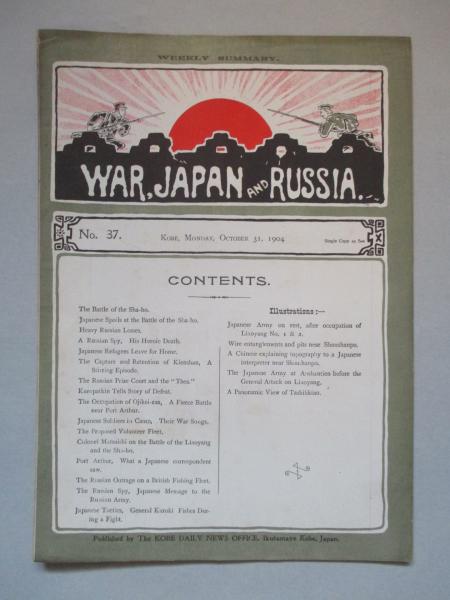 WEEKLY SUMMARY.
WAR, JAPAN AND RUSSIA.
No. 37.
KOBE, MONDAY, OCTOBER 31, 1904
Single Copy 10 Sen
CONTENTS.
The Battle of the Sha-ho.
Japanese Spoils at the Battle of the Sha-ho.
Heavy Russian Losses.
A Russian Spy, His Heroic Death.
Japanese Refugees Leave for Home.
The Capture and Retention of
A Stirring Episode.
The Russian Prize Court and the "Thea."
Kuropatkin Tells Story of Defeat.
The Occupation of A Fierce Battle
near Port Arthur.
Japanese Soldiers in Camp, Their War Songs.
The Proposed Volunteer Fleet.
Colonel on the Battle of the Liaoyang
and the Sha-ho.
Port Arthur, What a Japanese correspondent
saw.
The Russian Outrage on a British Fishing Fleet.
The Russian Spy, Japanese Message to the
Russian Army.
Japanese Tactics, General Kuroki Fishes Dur-
ing a Fight.
Illustrations:—
Japanese Army on rest, after occupation of
Liaoyang No. 1 & 2.
Wire entanglements and pits near Shoushanpo.
A Chinese explaining topography to a Japanese
interpreter near Shoushanpo.
The Japanese Army at before the
General Attack on Liaoyang.
A Panoramic View of Tashihkiao.
Published by The KOBE DAILY NEWS OFFICE, Ikutamaye Kobe, Japan.